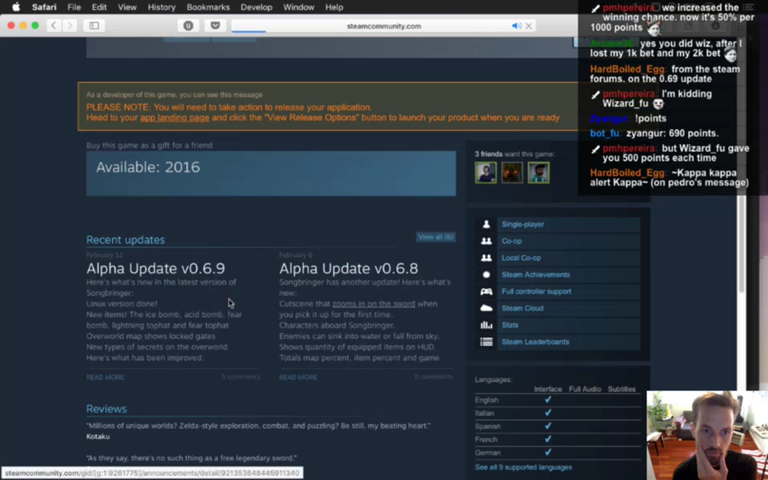 Safari File Edit View History Bookmarks Develop Window Help
steamcommunity.com
As a developer of this game, you can see this message
PLEASE NOTE: You will need to take action to release your application.
Head to your app landing page and click the "View Release Options" button to launch your product when you are ready
Buy this game as a gift for a friend
Available: 2016
3 friends want this game:
Recent updates
View all (6)
February 12
Alpha Update v0.6.9
Here's what's new in the latest version of
Songbringer:
Linux version done!
New items! The ice bomb, acid bomb, fear
bomb, lightning tophat and fear tophat
Overworld map shows locked gates
New types of secrets on the overworld
Here's what has been improved:
READ MORE
5 comments
Alpha Update v0.6.8
Songbringer has another update! Here's what's
new:
Cutscene that zooms in on the sword when
you pick it up for the first time.
Characters aboard Songbringer.
Enemies can sink into water or fall from sky.
Shows quantity of equipped items on HUD.
Totals map percent, item percent and game
READ MORE
0 comments
Reviews
"Millions of unique worlds? Zelda-style exploration, combat, and puzzling? Be still, my beating heart."
Kotaku
"As they say, there's no such thing as a free legendary sword."
Single-player
Co-op
Local Co-op
Steam Achievements
Full controller support
Steam Cloud
Stats
Steam Leaderboards
Languages:
Interface Full Audio Subtitles
English
Italian
Spanish
French
German
See all 9 supported languages
pmhpereira: we increased the
winning chance. now it's 50% per
1000 points
yes you did wiz, after I
lost my 1k bet and my 2k bet
HardBoiled_Egg: from the steam
forums. on the 0.69 update
pmhpereira: I'm kidding
Wizard_fu
zyangur: !points
bot_fu: zyangur: 690 points.
pmhpereira: but Wizard_fu gave
you 500 points each time
HardBoiled_Egg: ~Kappa kappa
alert Kappa~ (on pedro's message)